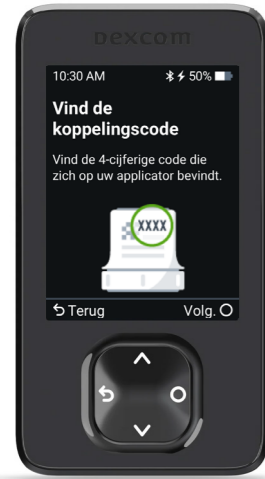 Dexcom
10:30 AM 50%
Vind de
koppelingscode
Vind de 4-cijferige code die
zich op uw applicator bevindt.
XXXX
Terug Volg.